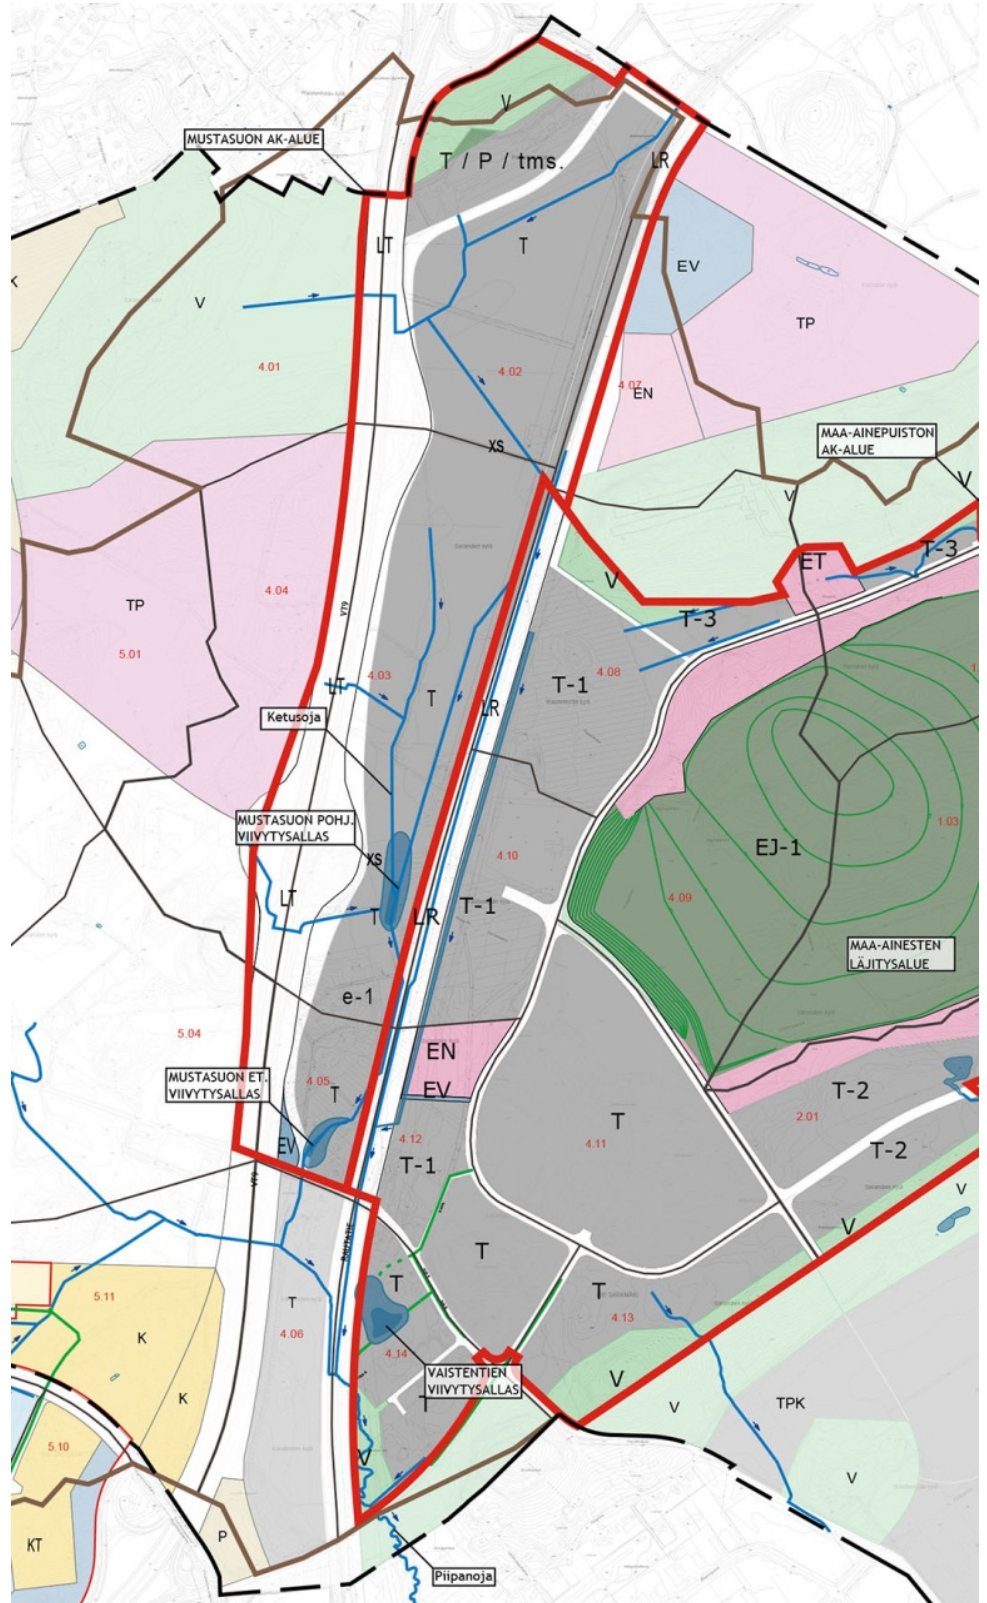 V
MUSTASUON AK-ALUE
T / P / tms.
LR
LT
T
EV
V
TP
4.01
4.02
4.07
EN
XS
MAA-AINEPUISTON
AK-ALUE
V
V
T-3
ET
V
T-3
TP
4.04
VT9
5.01
4.03
4.08
T-1
LT
T
LR
Ketusoja
MUSTASUON POHJ.
VIIVYTYSALLAS
1.03
EJ-1
XS
4.10
4.09
LT
T
LR
T-1
MAA-AINESTEN
LÄJITYSALUE
e-1
5.04
EN
MUSTASUON ET.
VIIVYTYSALLAS
4.05
T
EV
T-2
2.01
T
4.11
4.12
EV
T-1
T-2
VT9
V
V
RAUTATIE
T
T
5.11
T
T
4.13
K
4.06
4.14
VAISTENTIEN
VIIVYTYSALLAS
V
K
T
V
TPK
5.10
V
V
P
KT
Piipanoja